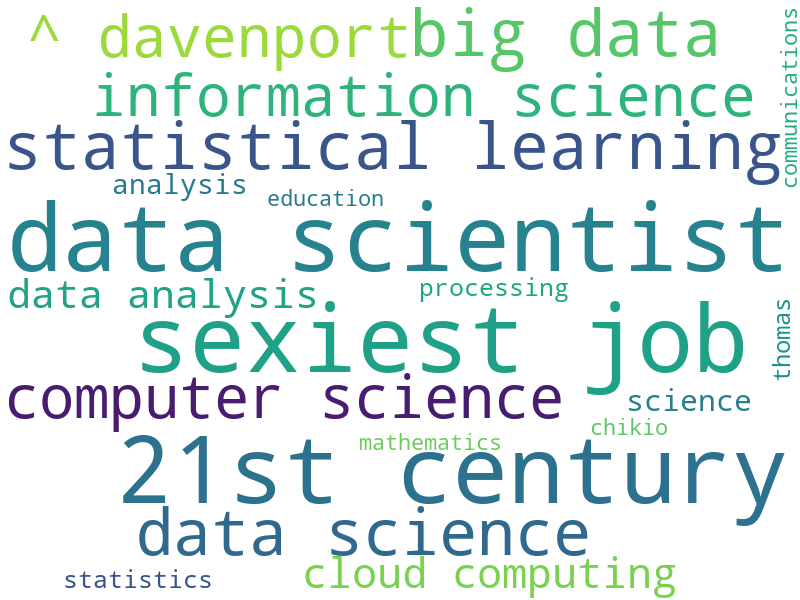 ^ davenport
big data
communications
information science
statistical learning
analysis
education
data scientist
data analysis
processing
thomas
sexiest job
computer science
science
chikio
mathematics
21st century
data science
cloud computing
statistics